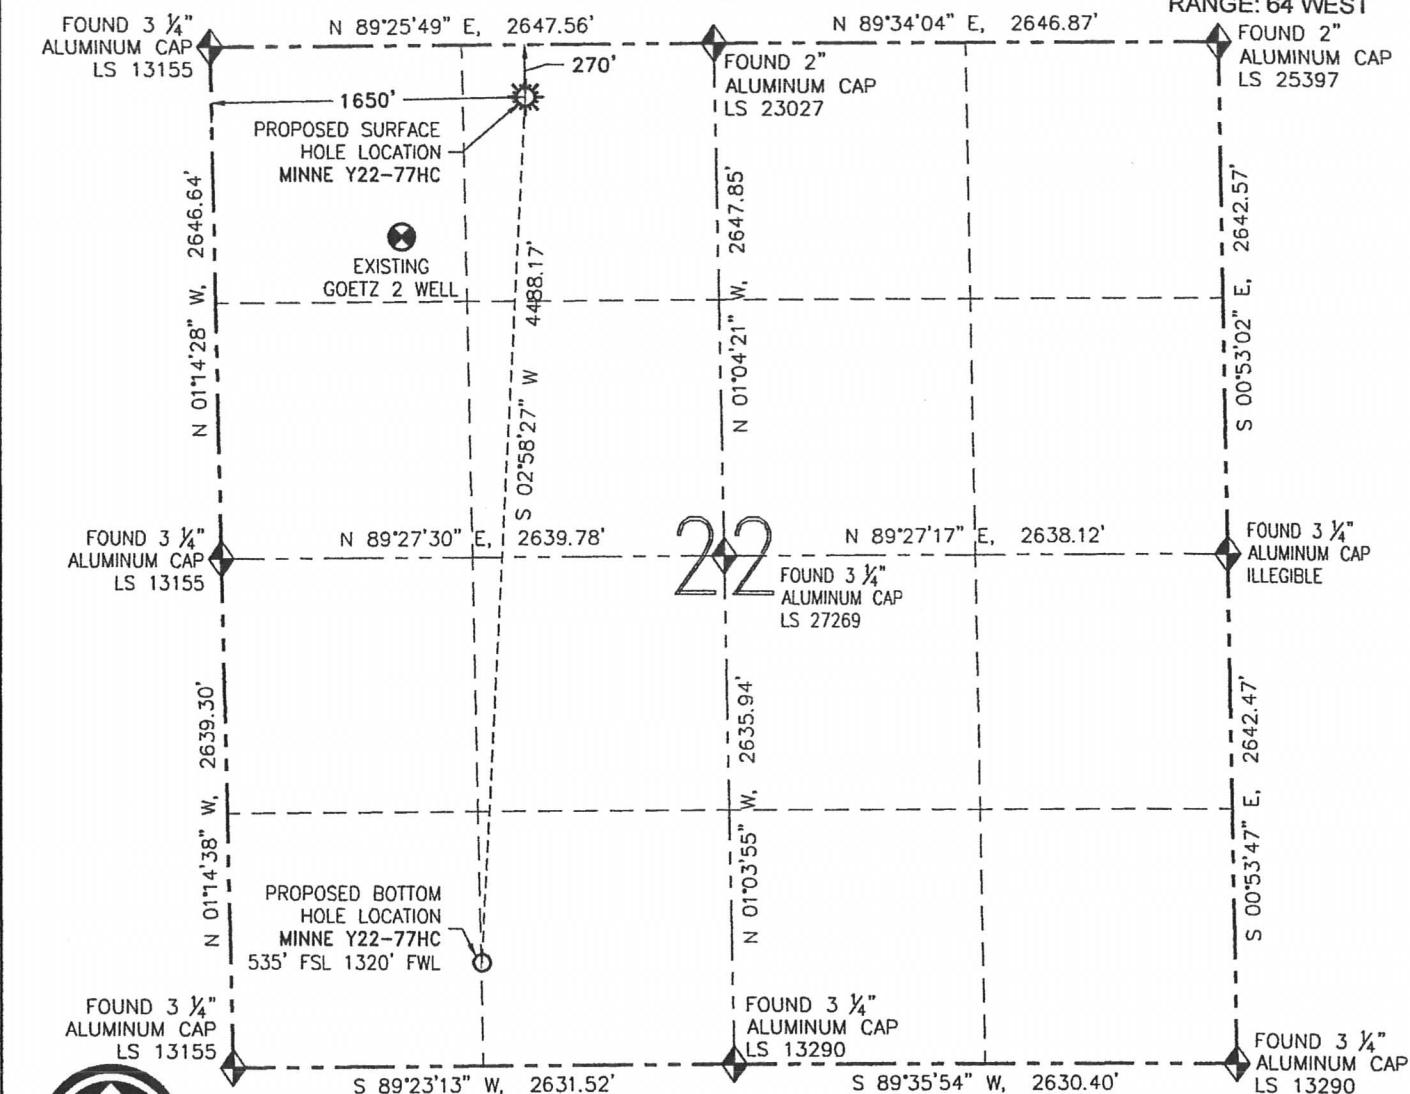 RANGE: 64 WEST
FOUND 3 ¼"
ALUMINUM CAP
LS 13155
N 89°25'49" E, 2647.56'
N 89°34'04" E, 2646.87'
FOUND 2"
ALUMINUM CAP
LS 25397
270'
FOUND 2"
ALUMINUM CAP
LS 23027
1650'
PROPOSED SURFACE
HOLE LOCATION
MINNE Y22-77HC
N 01°14'28" W, 2646.64'
EXISTING
GOETZ 2 WELL
S 02°58'27" W 4488.17'
N 01°04'21" W, 2647.85'
S 00°53'02" E, 2642.57'
FOUND 3 ¼"
ALUMINUM CAP
LS 13155
N 89°27'30" E, 2639.78'
22
N 89°27'17" E, 2638.12'
FOUND 3 ¼"
ALUMINUM CAP
ILLEGIBLE
FOUND 3 ¼"
ALUMINUM CAP
LS 27269
N 01°14'38" W, 2639.30'
N 01°03'55" W, 2635.94'
S 00°53'47" E, 2642.47'
PROPOSED BOTTOM
HOLE LOCATION
MINNE Y22-77HC
535' FSL 1320' FWL
FOUND 3 ¼"
ALUMINUM CAP
LS 13155
FOUND 3 ¼"
ALUMINUM CAP
LS 13290
FOUND 3 ¼"
ALUMINUM CAP
LS 13290
S 89°23'13" W, 2631.52'
S 89°35'54" W, 2630.40'